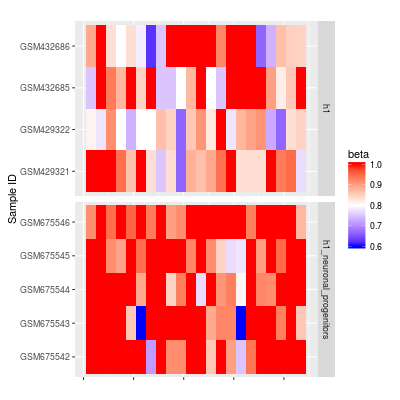 GSM432686
GSM432685
GSM429322
GSM429321
h1
GSM675546
GSM675545
GSM675544
GSM675543
GSM675542
h1_neuronal_progenitors
Sample ID
beta
1.0
0.9
0.8
0.7
0.6